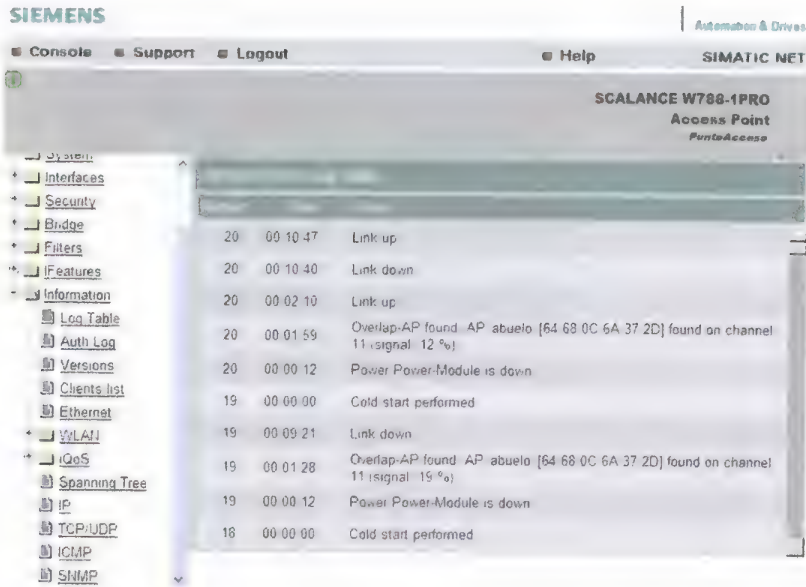 SIEMENS
Automation & Drives
Console Support Logout Help SIMATIC NET
SCALANCE W788-1PRO
Access Point
PuntoAcceso
System
Interfaces
Security
Bridge
Filters
IFeatures
Information
Log Table
Auth Log
Versions
Clients list
Ethernet
WLAN
iQoS
Spanning Tree
IP
TCP/UDP
ICMP
SNMP
20 00 10 47 Link up
20 00 10 40 Link down
20 00 02 10 Link up
20 00 01 59 Overlap-AP found AP abuelo [64 68 0C 6A 37 2D] found on channel
11 (signal 12 %)
20 00 00 12 Power Power-Module is down
19 00 00 00 Cold start performed
19 00 09 21 Link down
19 00 01 28 Overlap-AP found AP abuelo [64 68 0C 6A 37 2D] found on channel
11 (signal 19 %)
19 00 00 12 Power Power-Module is down
18 00 00 00 Cold start performed